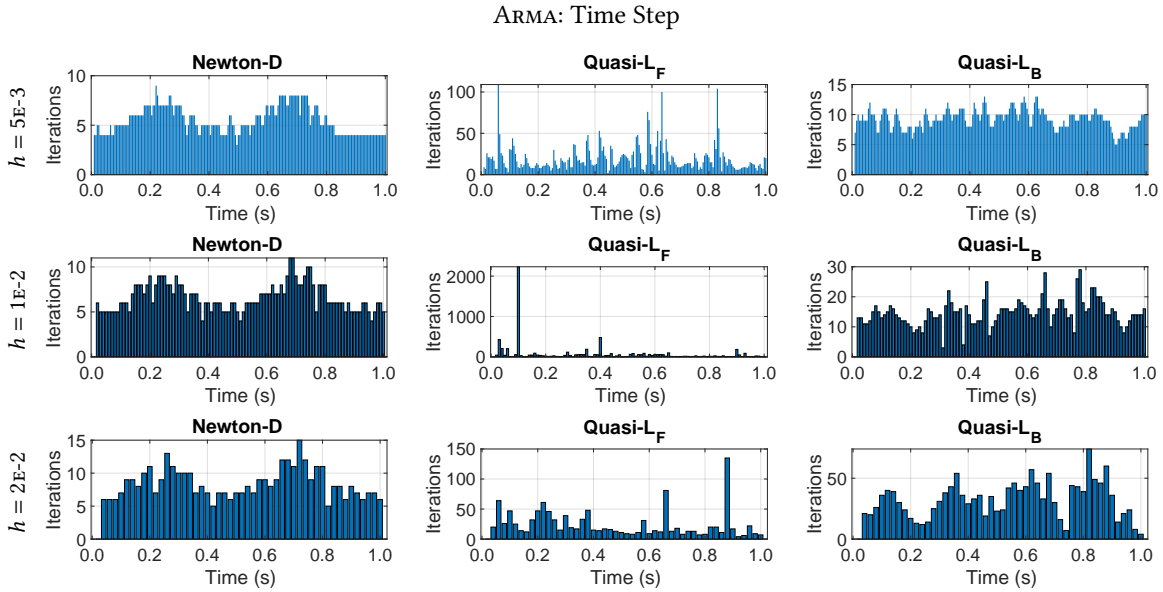 ARMA: Time Step
h = 5E-3
Newton-D
Iterations
10
5
0
0.0 0.2 0.4 0.6 0.8 1.0
Time (s)
Quasi-L_F
Iterations
100
50
0
0.0 0.2 0.4 0.6 0.8 1.0
Time (s)
Quasi-L_B
Iterations
15
10
5
0
0.0 0.2 0.4 0.6 0.8 1.0
Time (s)
h = 1E-2
Newton-D
Iterations
10
5
0
0.0 0.2 0.4 0.6 0.8 1.0
Time (s)
Quasi-L_F
Iterations
2000
1000
0
0.0 0.2 0.4 0.6 0.8 1.0
Time (s)
Quasi-L_B
Iterations
30
20
10
0
0.0 0.2 0.4 0.6 0.8 1.0
Time (s)
h = 2E-2
Newton-D
Iterations
15
10
5
0
0.0 0.2 0.4 0.6 0.8 1.0
Time (s)
Quasi-L_F
Iterations
150
100
50
0
0.0 0.2 0.4 0.6 0.8 1.0
Time (s)
Quasi-L_B
Iterations
50
0
0.0 0.2 0.4 0.6 0.8 1.0
Time (s)